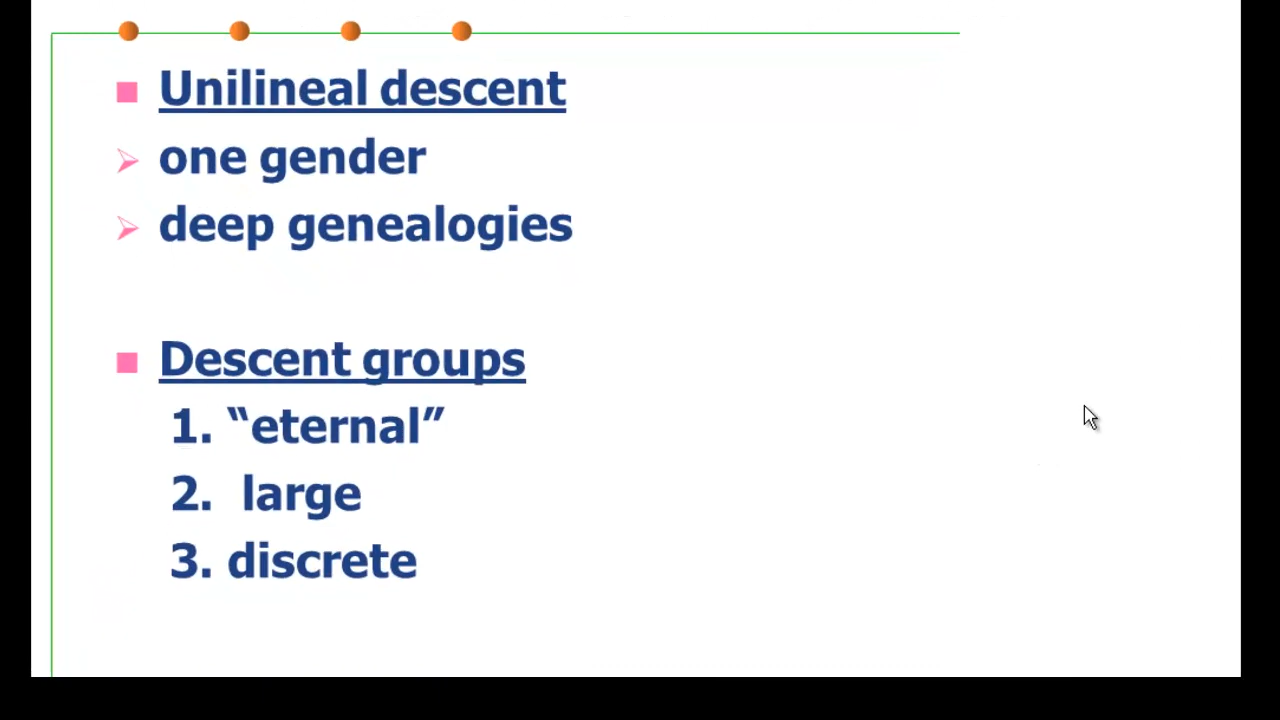 Unilineal descent
one gender
deep genealogies
Descent groups
1. “eternal”
2. large
3. discrete